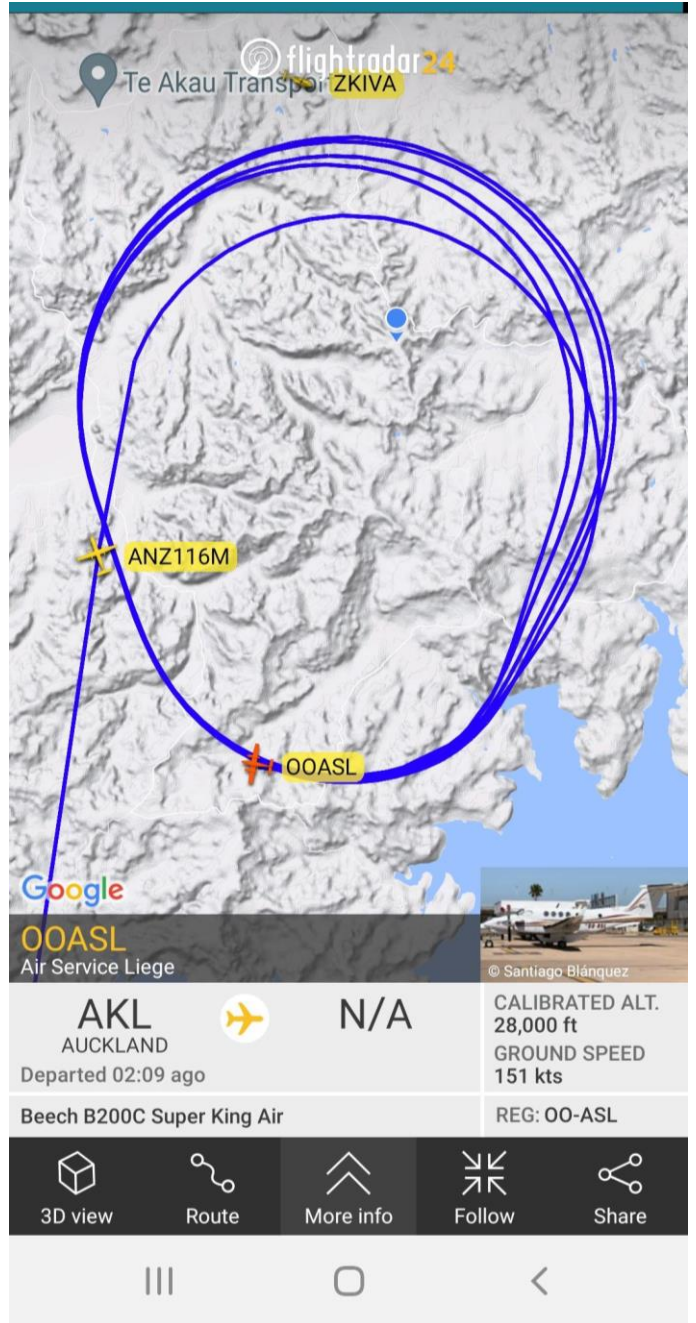 flightradar24
Te Akau Transpor
ZKIVA
ANZ116M
OOASL
Google
OOASL
Air Service Liege
© Santiago Blánquez
AKL
AUCKLAND
Departed 02:09 ago
N/A
CALIBRATED ALT.
28,000 ft
GROUND SPEED
151 kts
Beech B200C Super King Air
REG: OO-ASL
3D view
Route
More info
Follow
Share